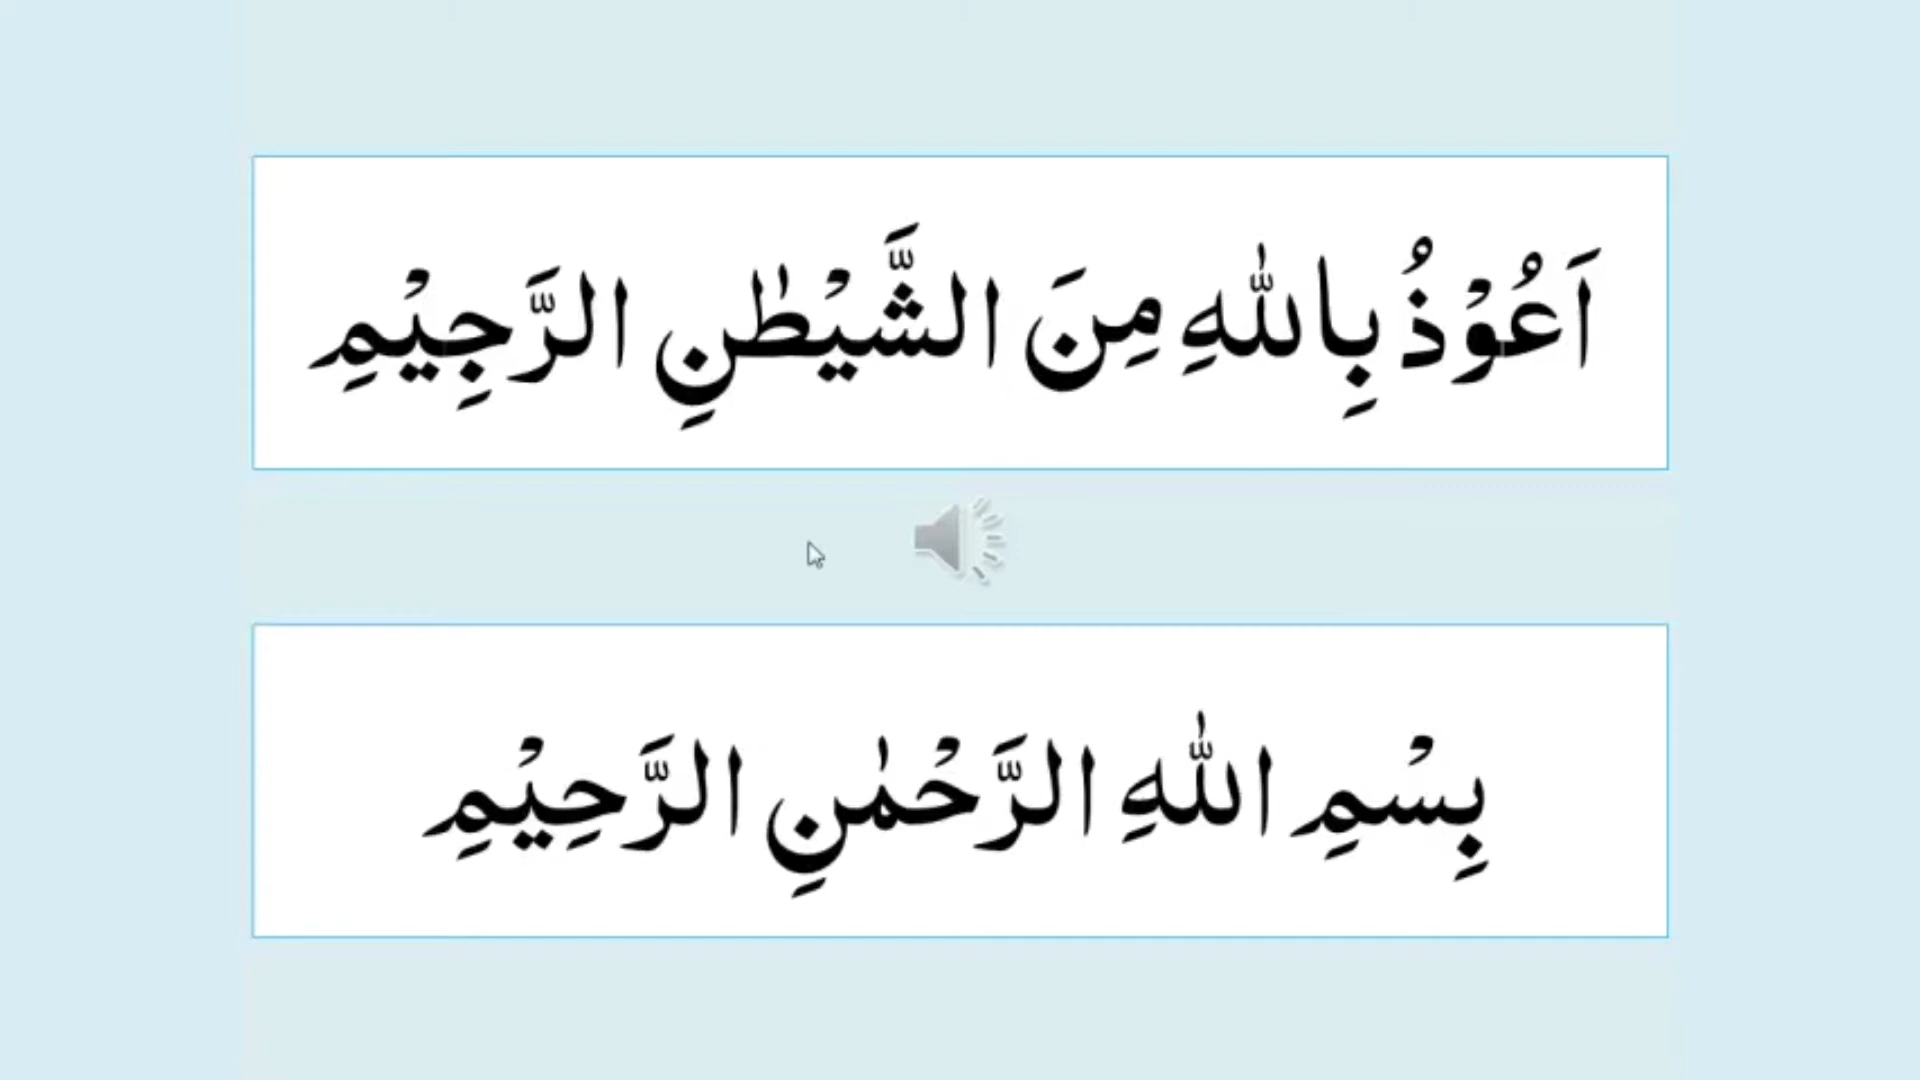 اَعُوْذُ بِاللّٰهِ مِنَ الشَّيْطٰنِ الرَّجِيْمِ
بِسْمِ اللّٰهِ الرَّحْمٰنِ الرَّحِيْمِ